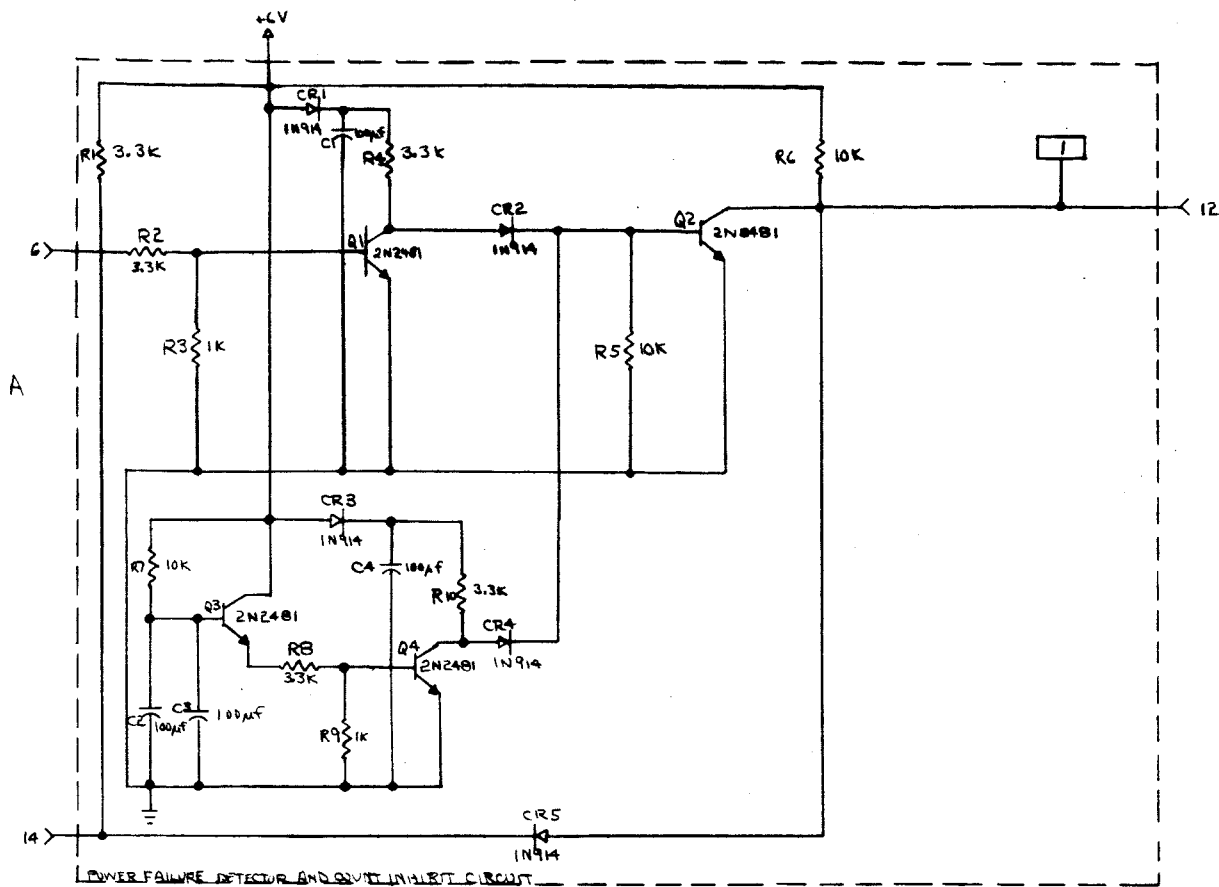 +6V
CR1
1N914
100µf
C1
R1
3.3K
R4
3.3K
R6
10K
1
12
6
R2
3.3K
Q1
2N2481
CR2
1N914
Q2
R3
1K
R5
10K
A
CR3
1N914
R7
10K
C4
100µf
R10
3.3K
Q3
2N2481
R8
3.3K
Q4
2N2481
CR4
1N914
C2
100µf
C3
100µf
R9
1K
14
CR5
1N914
POWER FAILURE DETECTOR AND COUNT INHIBIT CIRCUIT